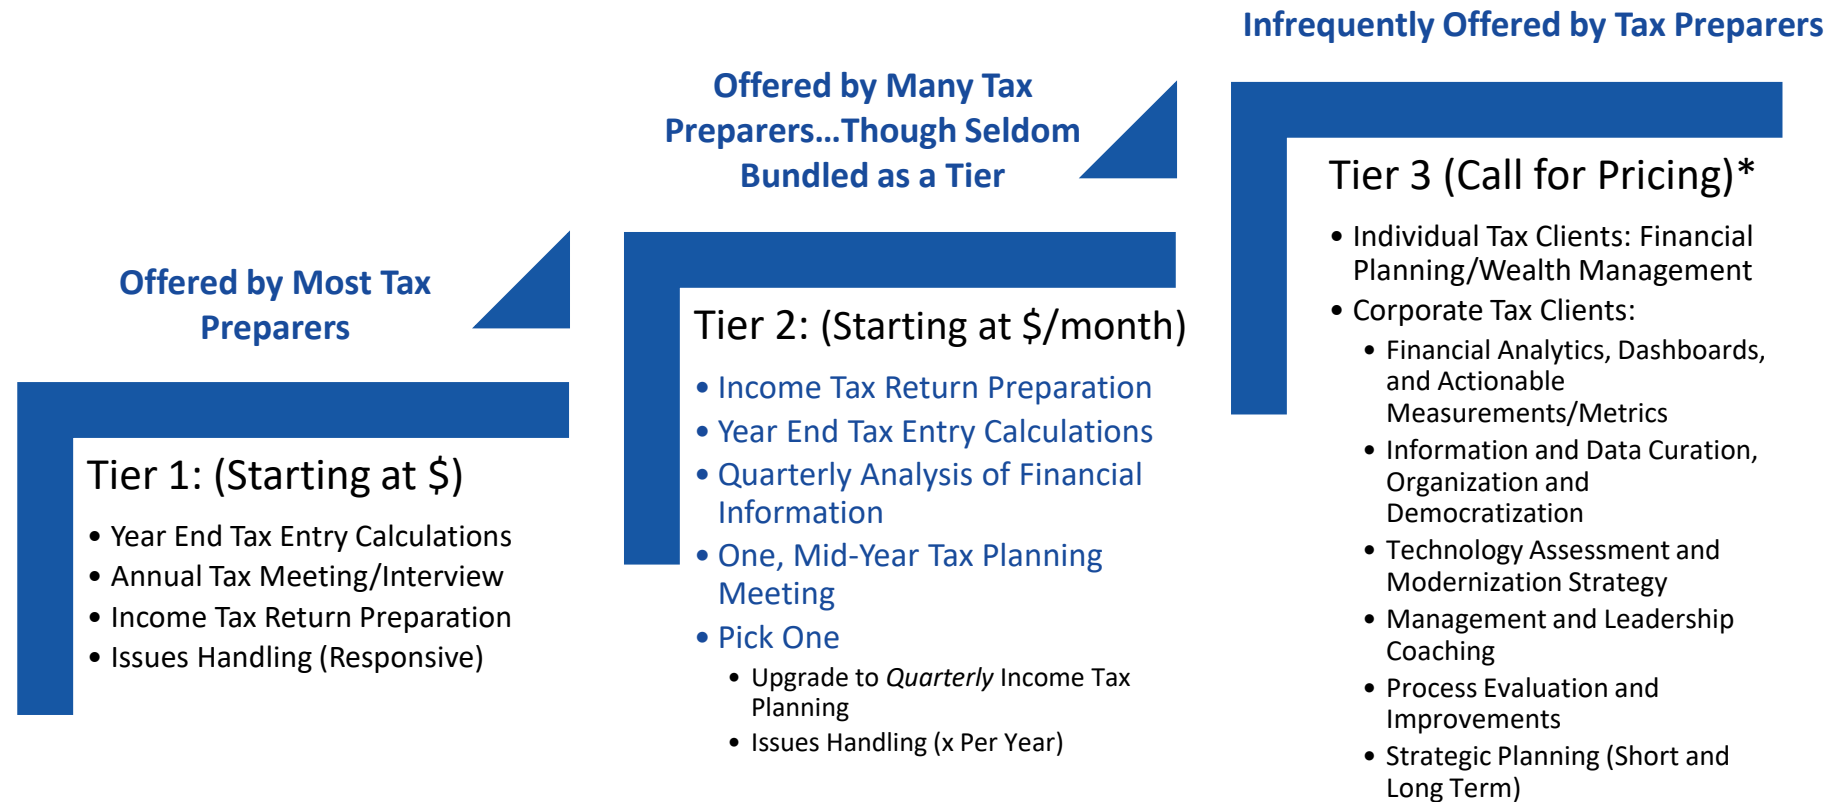 Offered by Most Tax
Preparers
Tier 1: (Starting at $)
• Year End Tax Entry Calculations
• Annual Tax Meeting/Interview
• Income Tax Return Preparation
• Issues Handling (Responsive)
Offered by Many Tax
Preparers...Though Seldom
Bundled as a Tier
Tier 2: (Starting at $/month)
• Income Tax Return Preparation
• Year End Tax Entry Calculations
• Quarterly Analysis of Financial
Information
• One, Mid-Year Tax Planning
Meeting
• Pick One
• Upgrade to Quarterly Income Tax
Planning
• Issues Handling (x Per Year)
Infrequently Offered by Tax Preparers
Tier 3 (Call for Pricing)*
• Individual Tax Clients: Financial
Planning/Wealth Management
• Corporate Tax Clients:
• Financial Analytics, Dashboards,
and Actionable
Measurements/Metrics
• Information and Data Curation,
Organization and
Democratization
• Technology Assessment and
Modernization Strategy
• Management and Leadership
Coaching
• Process Evaluation and
Improvements
• Strategic Planning (Short and
Long Term)